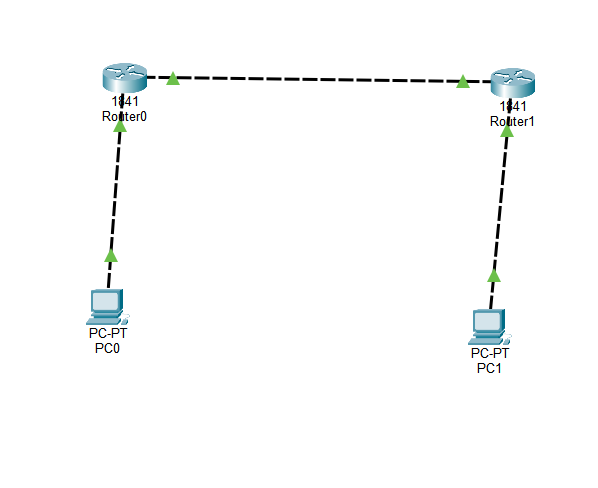 1841
Router0
1841
Router1
PC-PT
PC0
PC-PT
PC1